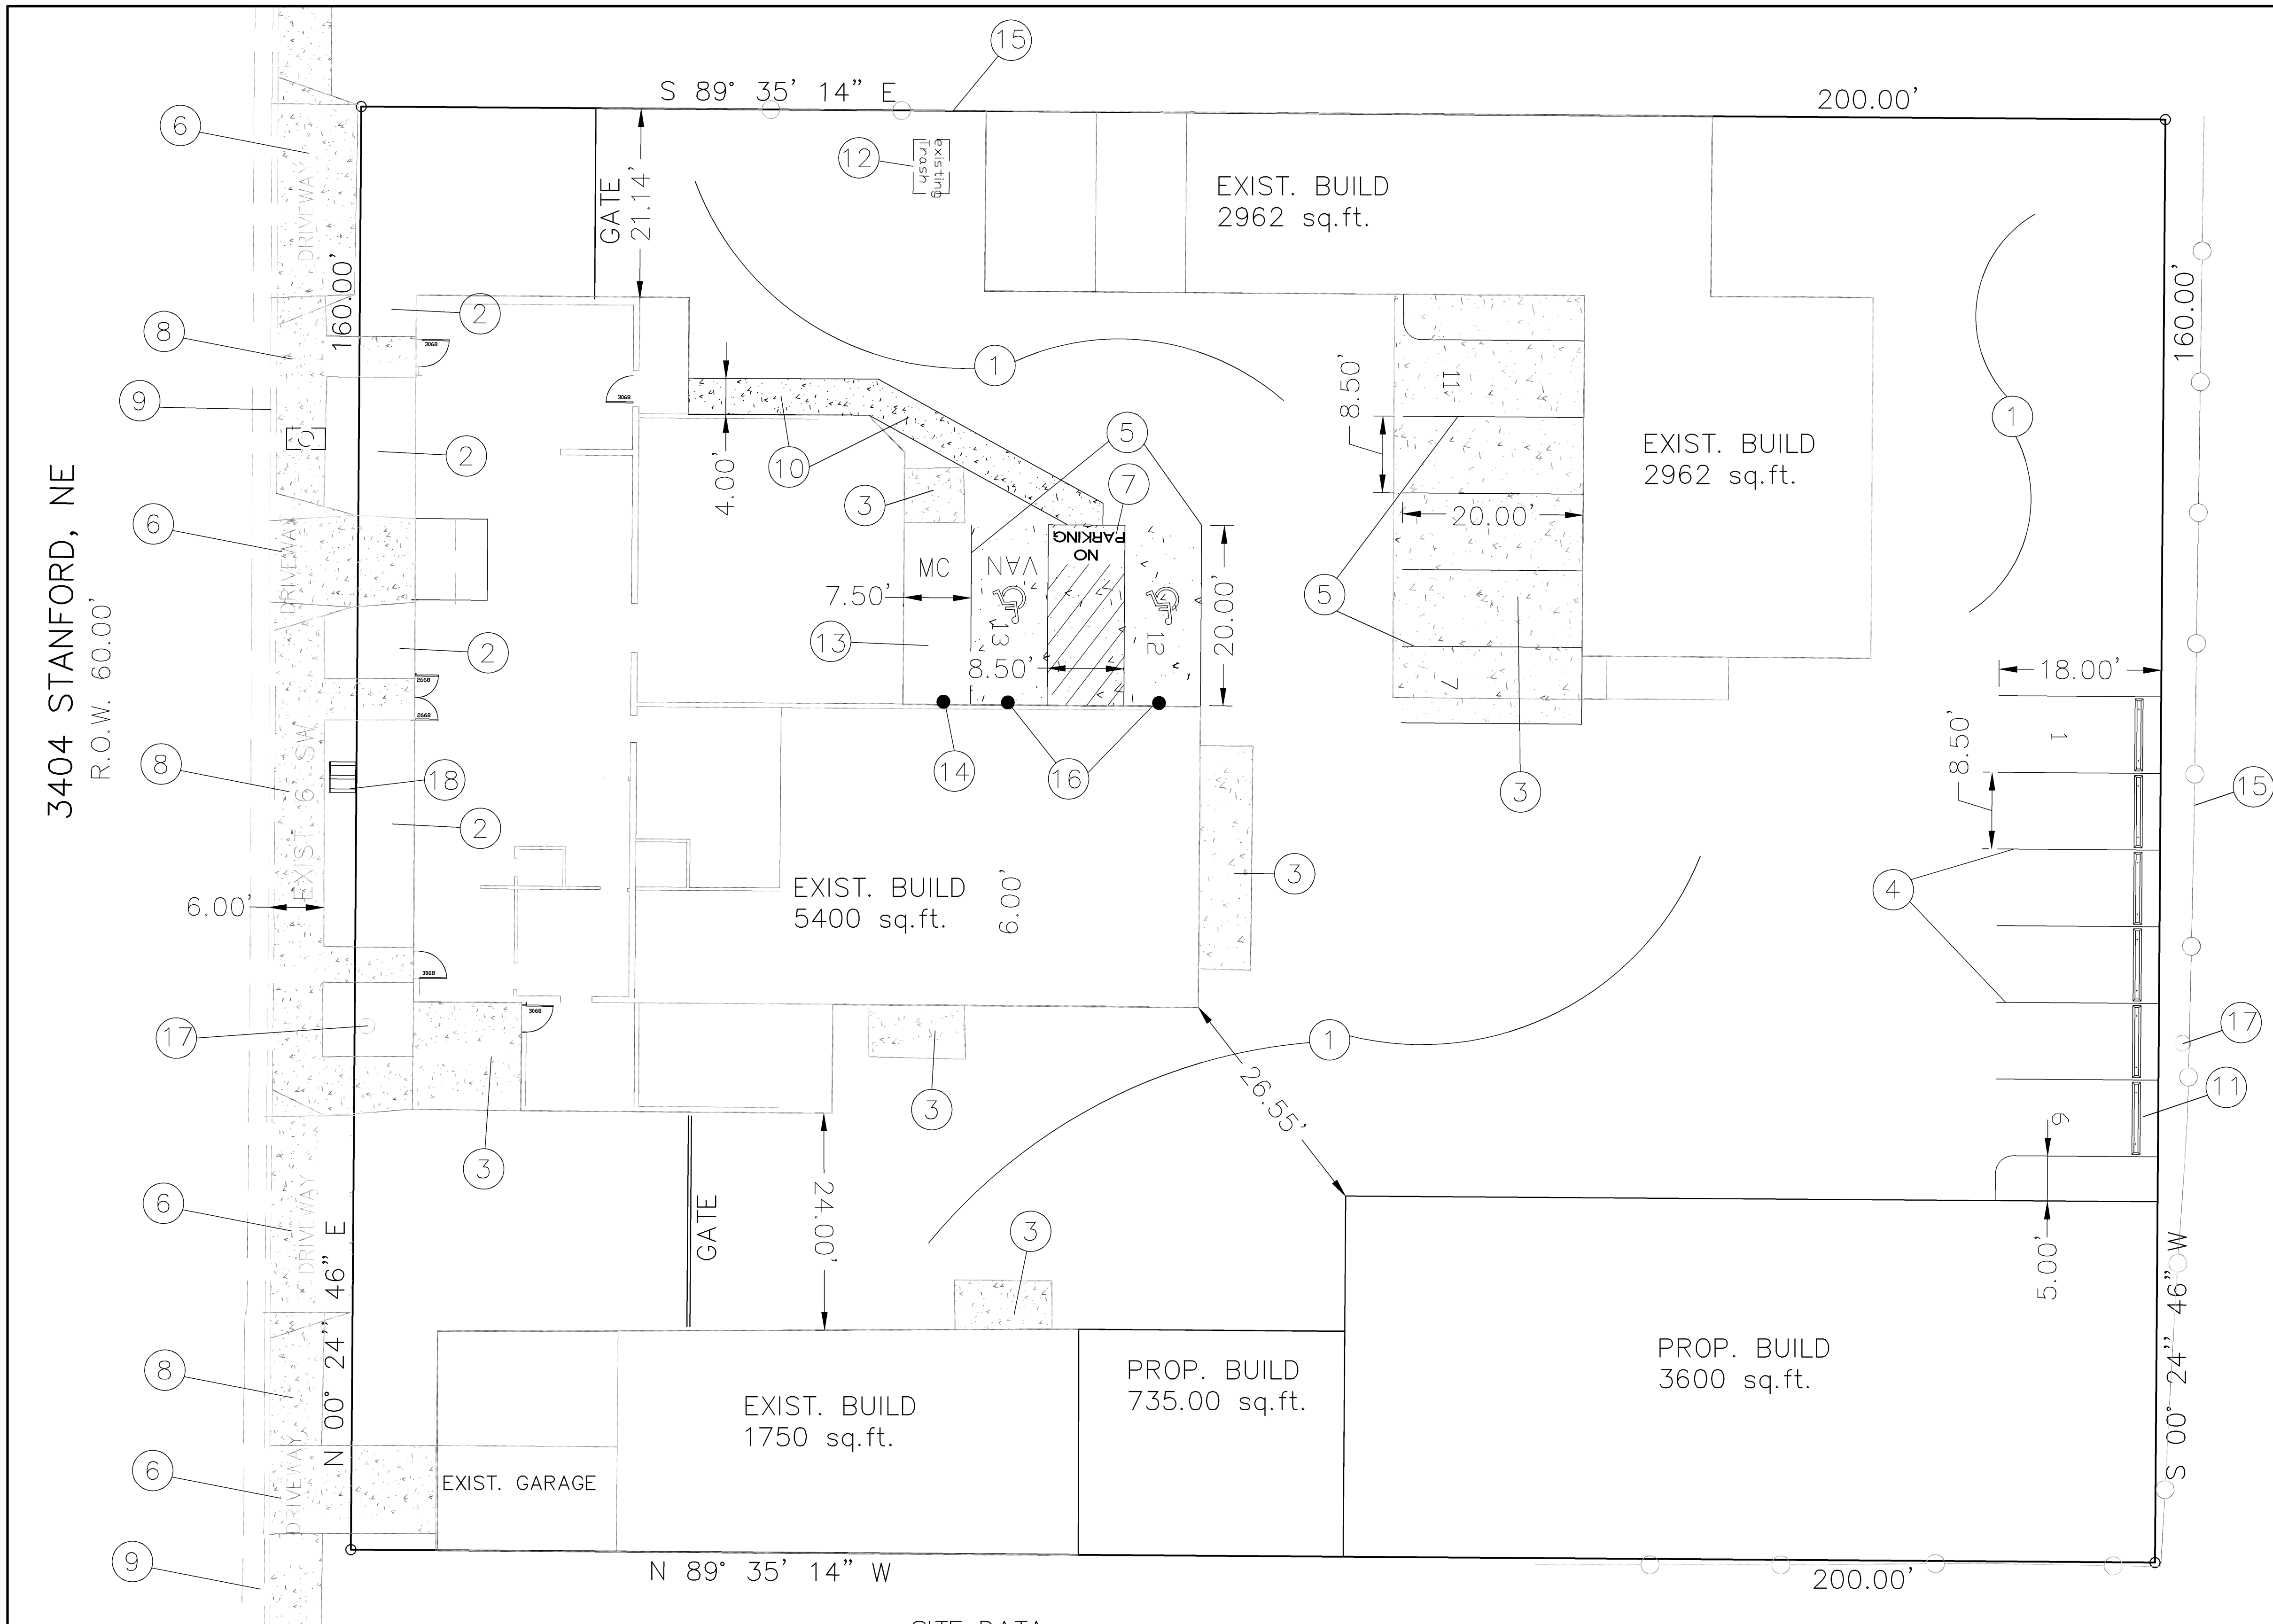 15
S 89° 35' 14" E
200.00'
6
DRIVEWAY
12
existing
Trash
GATE
21.14'
EXIST. BUILD
2962 sq.ft.
160.00'
160.00'
2
8
3068
1
3068
11
8.50'
9
2
4.00'
10
5
7
1
EXIST. BUILD
2962 sq.ft.
3404 STANFORD, NE
R.O.W. 60.00'
6
DRIVEWAY
3
20.00'
NO
PARKING
MC
VAN
7.50'
13
13
12
8.50'
20.00'
5
2
2668
2668
18.00'
7
14
16
3
1
8.50'
15
8
18
EXIST 6' SW
2
6.00'
EXIST. BUILD
5400 sq.ft.
6.00'
3
4
3068
3068
17
3
3
1
26.55'
17
11
6
3
6
DRIVEWAY
GATE
24.00'
3
5.00'
N 00° 24'' 46" E
S 00° 24'' 46" W
8
EXIST. BUILD
1750 sq.ft.
PROP. BUILD
735.00 sq.ft.
PROP. BUILD
3600 sq.ft.
6
DRIVEWAY
EXIST. GARAGE
9
N 89° 35' 14" W
200.00'
SITE DATA